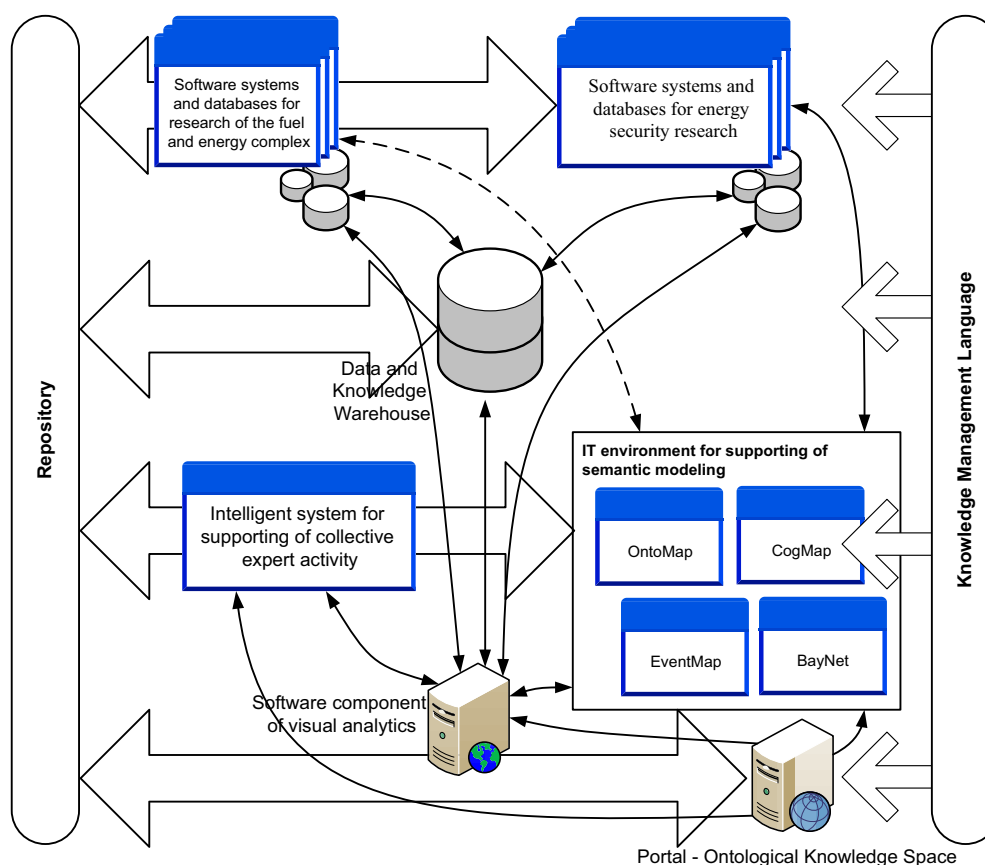 Software systems
and databases for
research of the fuel
and energy complex
Software systems and
databases for energy
security research
Repository
Knowledge Management Language
Data and
Knowledge
Warehouse
IT environment for supporting of
semantic modeling
OntoMap
CogMap
EventMap
BayNet
Intelligent system for
supporting of collective
expert activity
Software component
of visual analytics
Portal - Ontological Knowledge Space